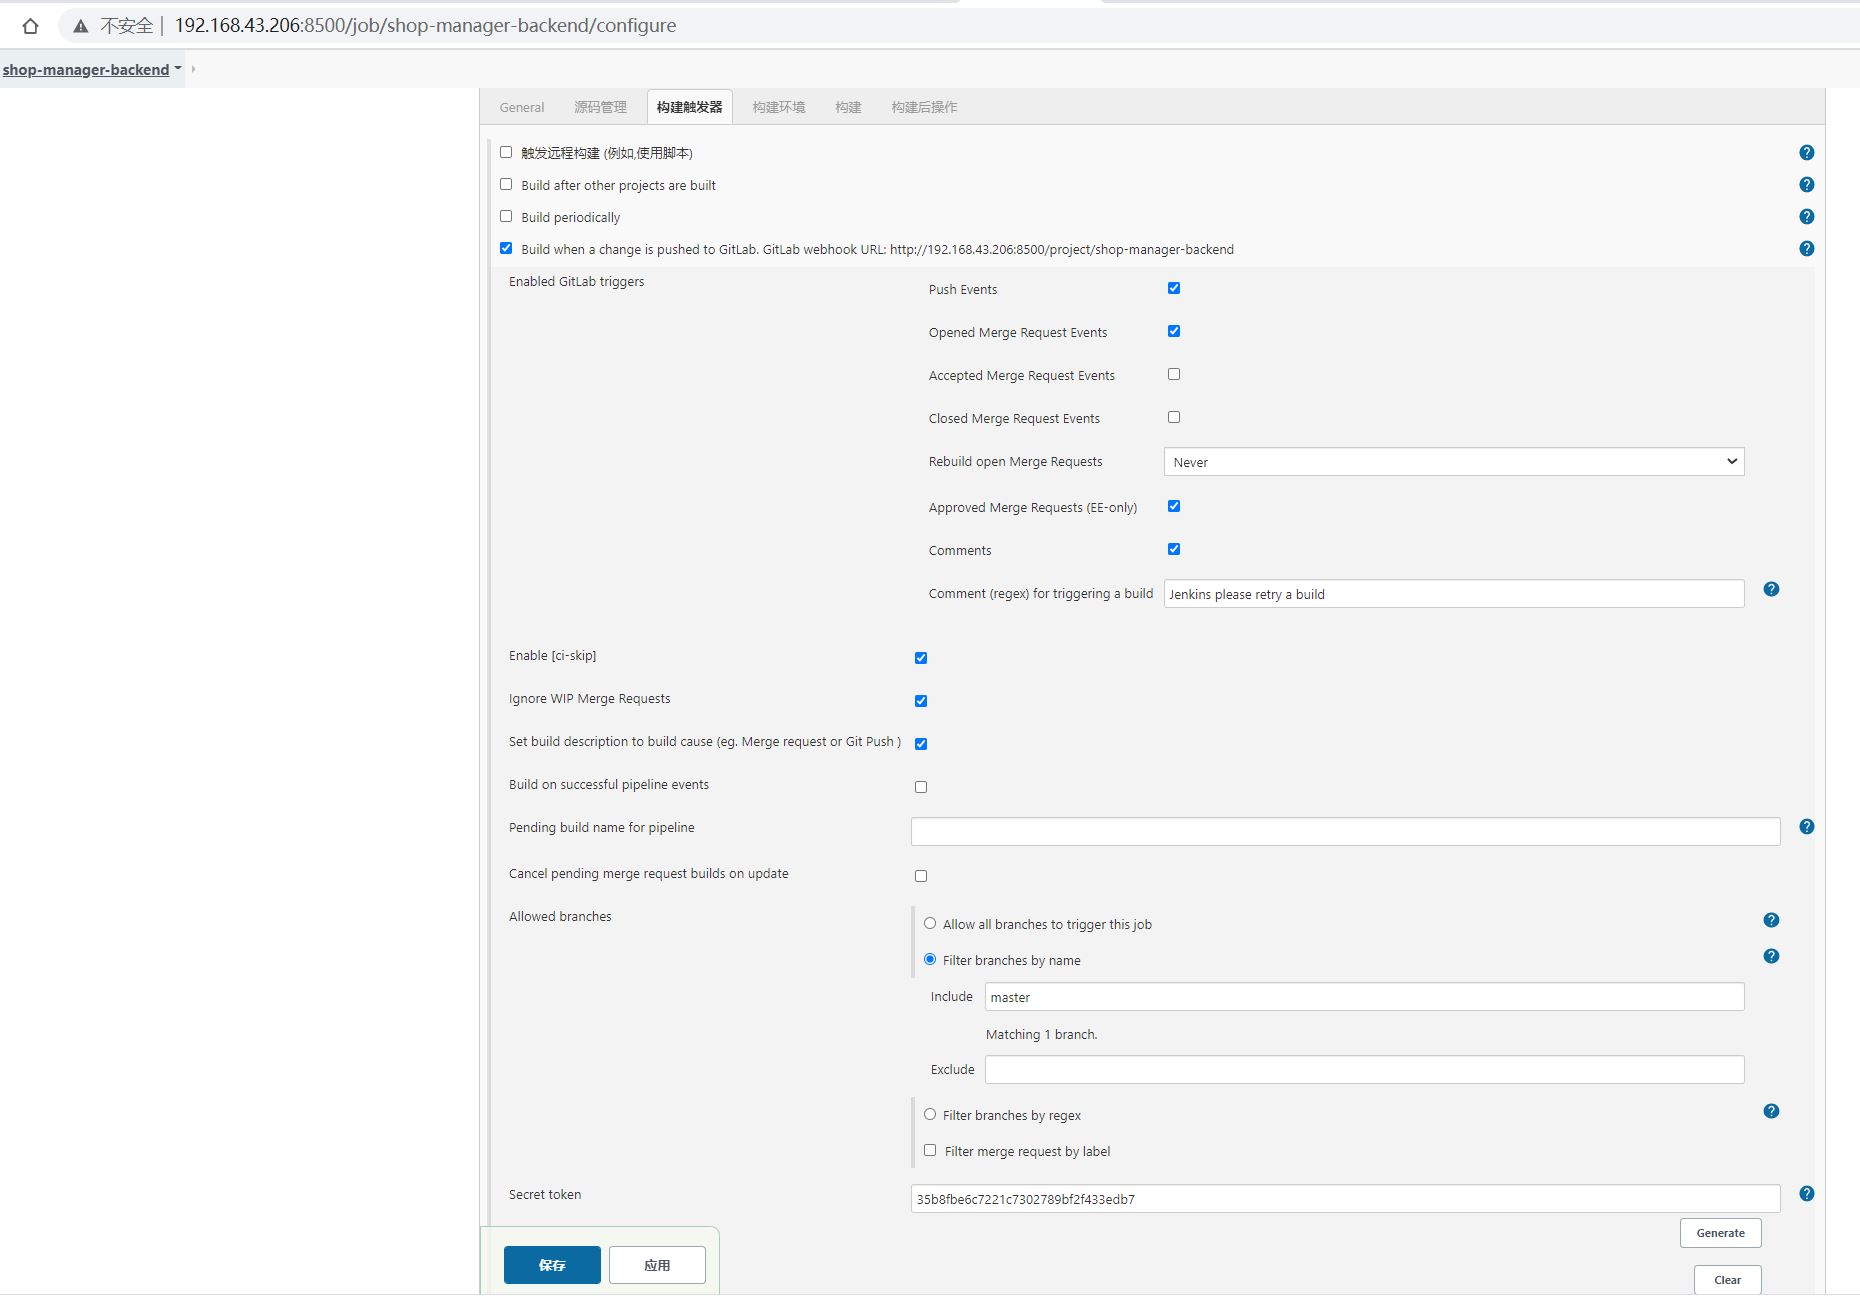 不安全 | 192.168.43.206:8500/job/shop-manager-backend/configure
shop-manager-backend
General 源码管理 构建触发器 构建环境 构建 构建后操作
触发远程构建 (例如,使用脚本)
Build after other projects are built
Build periodically
Build when a change is pushed to GitLab. GitLab webhook URL: http://192.168.43.206:8500/project/shop-manager-backend
Enabled GitLab triggers
Push Events
Opened Merge Request Events
Accepted Merge Request Events
Closed Merge Request Events
Rebuild open Merge Requests Never
Approved Merge Requests (EE-only)
Comments
Comment (regex) for triggering a build Jenkins please retry a build
Enable [ci-skip]
Ignore WIP Merge Requests
Set build description to build cause (eg. Merge request or Git Push )
Build on successful pipeline events
Pending build name for pipeline
Cancel pending merge request builds on update
Allowed branches
Allow all branches to trigger this job
Filter branches by name
Include master
Matching 1 branch.
Exclude
Filter branches by regex
Filter merge request by label
Secret token 35b8fbe6c7221c7302789bf2f433edb7
Generate
保存 应用
Clear